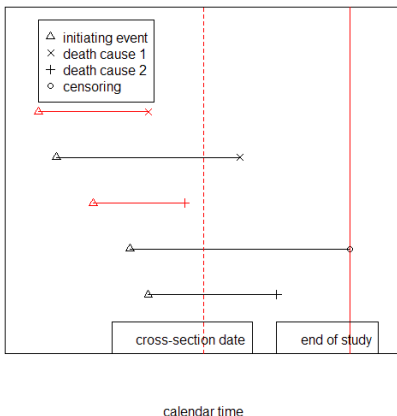 initiating event
death cause 1
death cause 2
censoring
cross-section date
end of study
calendar time